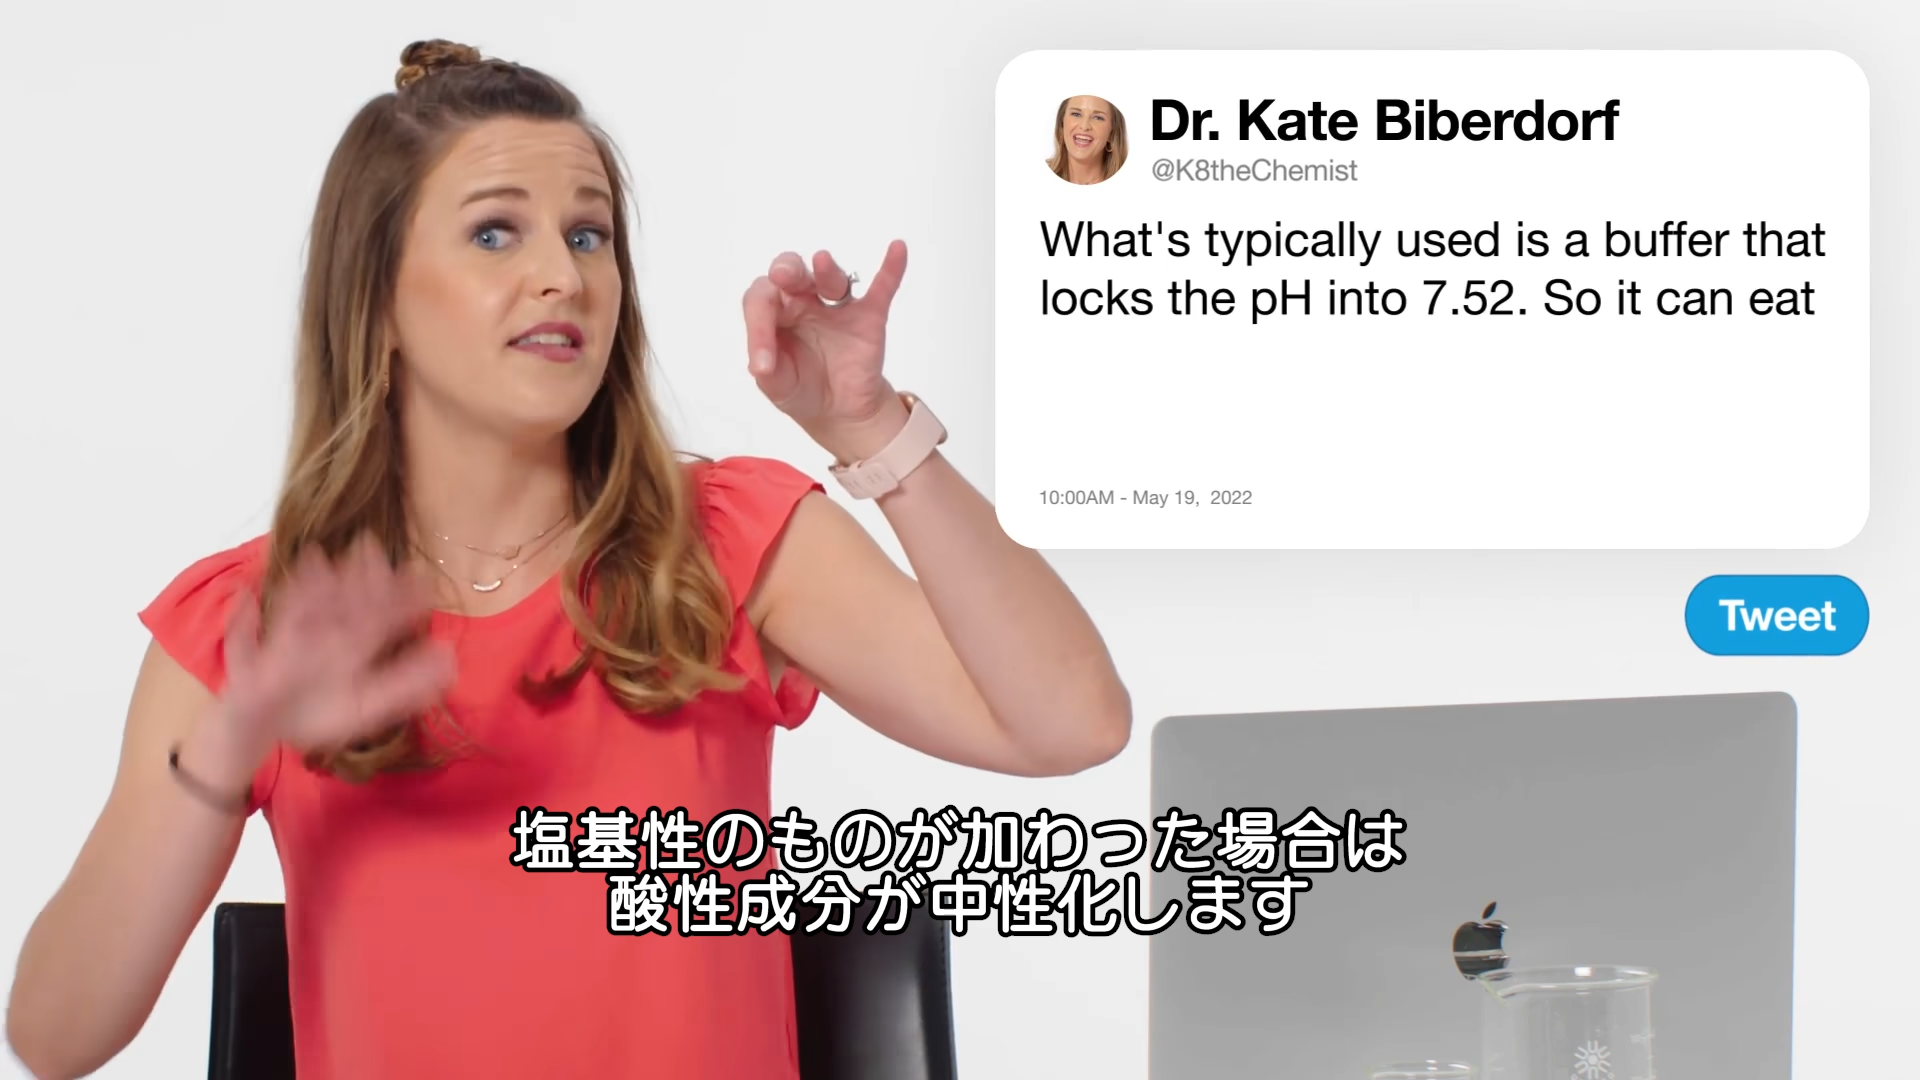 Dr. Kate Biberdorf
@K8theChemist
What's typically used is a buffer that
locks the pH into 7.52. So it can eat
10:00AM - May 19, 2022
Tweet
塩基性のものが加わった場合は
酸性成分が中性化します